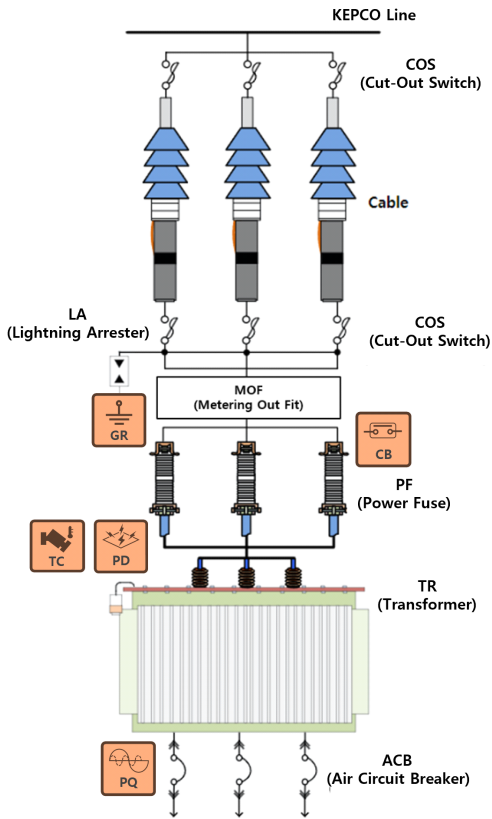 KEPCO Line
COS
(Cut-Out Switch)
Cable
LA
(Lightning Arrester)
COS
(Cut-Out Switch)
MOF
(Metering Out Fit)
GR
CB
PF
(Power Fuse)
TC
PD
TR
(Transformer)
PQ
ACB
(Air Circuit Breaker)